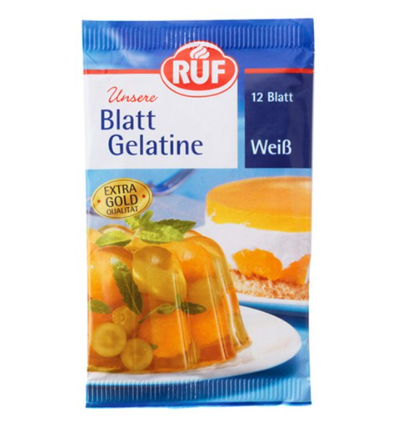 RUF
Unsere
Blatt
Gelatine
12 Blatt
Weiß
EXTRA
GOLD
QUALITÄT